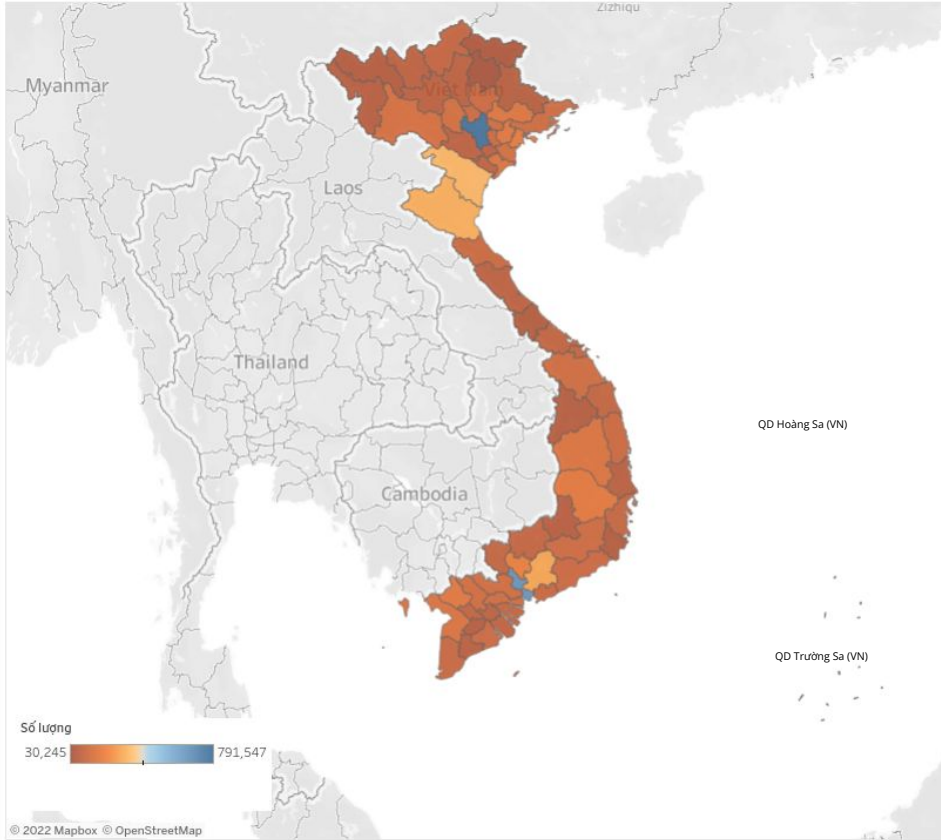 Zizhiqu
Myanmar
Việt Nam
Laos
Thailand
QD Hoàng Sa (VN)
Cambodia
QD Trường Sa (VN)
Số lượng
30,245
791,547
© 2022 Mapbox © OpenStreetMap